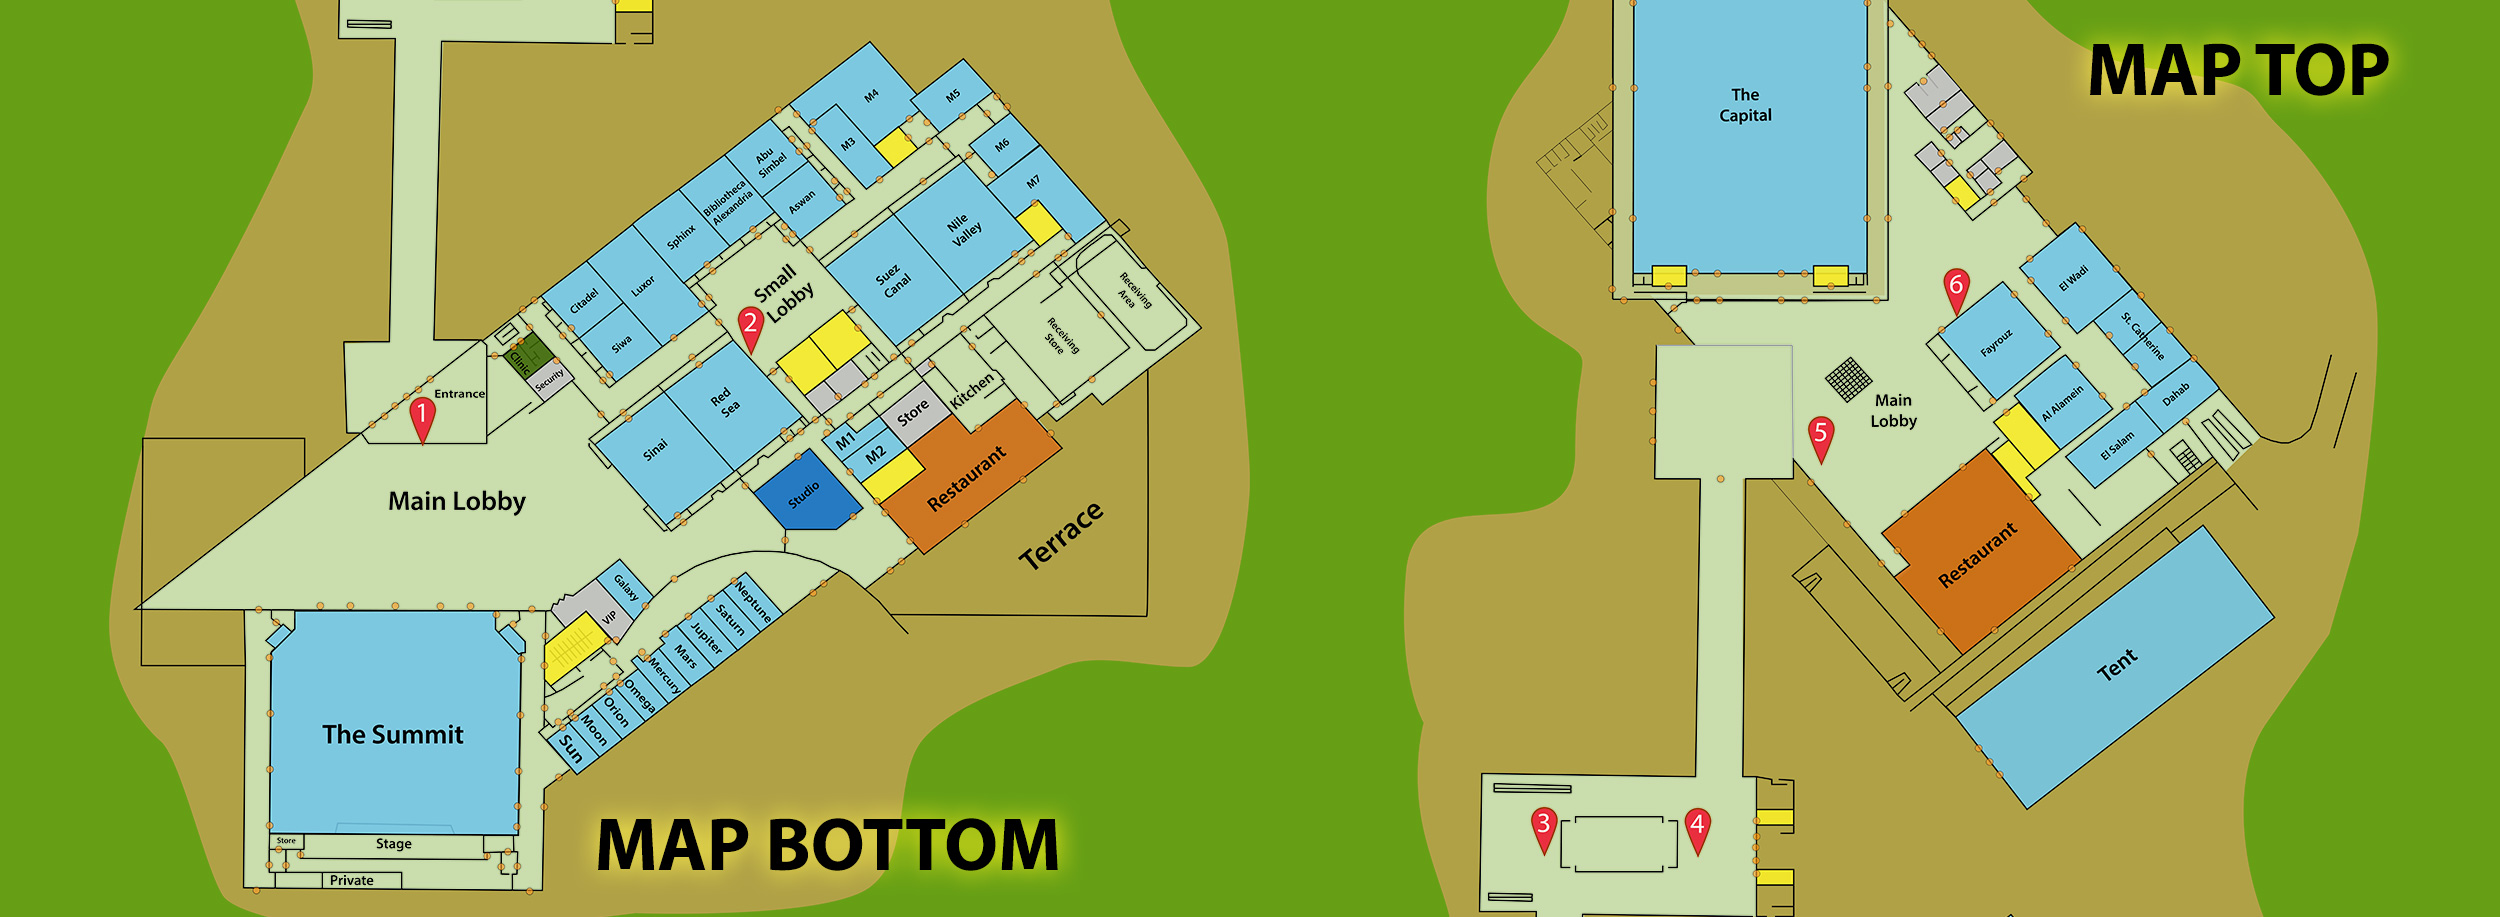 MAP TOP
M4
M5
M3
M6
M7
Abu
Simbel
Bibliotheca
Alexandria
Aswan
Sphinx
Nile
Valley
Suez
Canal
Luxor
Citadel
Siwa
Small
Lobby
2
Receiving
Area
Receiving
Store
Clinic
Security
Entrance
1
Kitchen
Store
Red
Sea
Sinai
M1
M2
Restaurant
Studio
Terrace
Main Lobby
Galaxy
VIP
Neptune
Saturn
Jupiter
Mars
Mercury
Omega
Orion
Moon
Sun
The Summit
Store
Stage
Private
MAP BOTTOM
The
Capital
6
El Wadi
St. Catherine
Fayrouz
Dahab
Al Alamein
El Salam
Main
Lobby
5
Restaurant
Tent
3
4